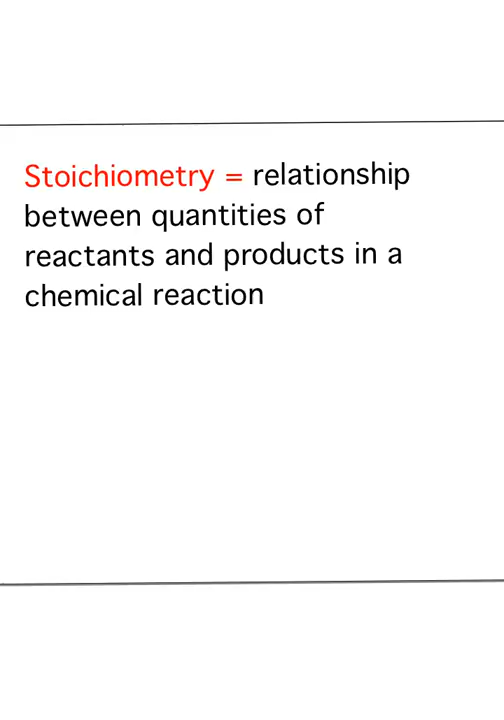 Stoichiometry = relationship
between quantities of
reactants and products in a
chemical reaction